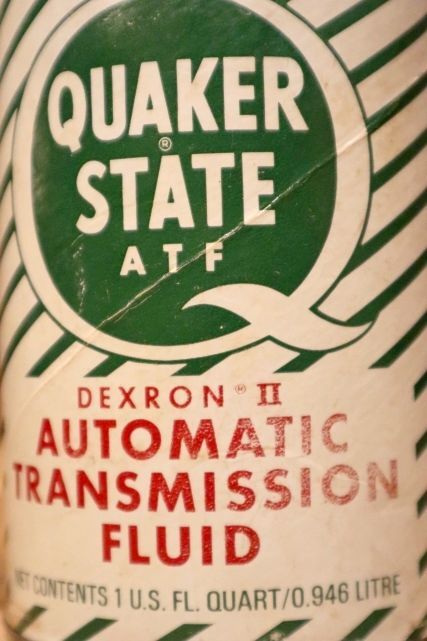 QUAKER
®
STATE
ATF
DEXRON® II
AUTOMATIC
TRANSMISSION
FLUID
NET CONTENTS 1 U.S. FL. QUART/0.946 LITRE